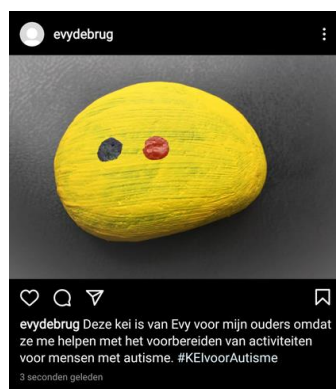 evydebrug
evydebrug Deze kei is van Evy voor mijn ouders omdat
ze me helpen met het voorbereiden van activiteiten
voor mensen met autisme. #KEIvoorAutisme
3 seconden geleden